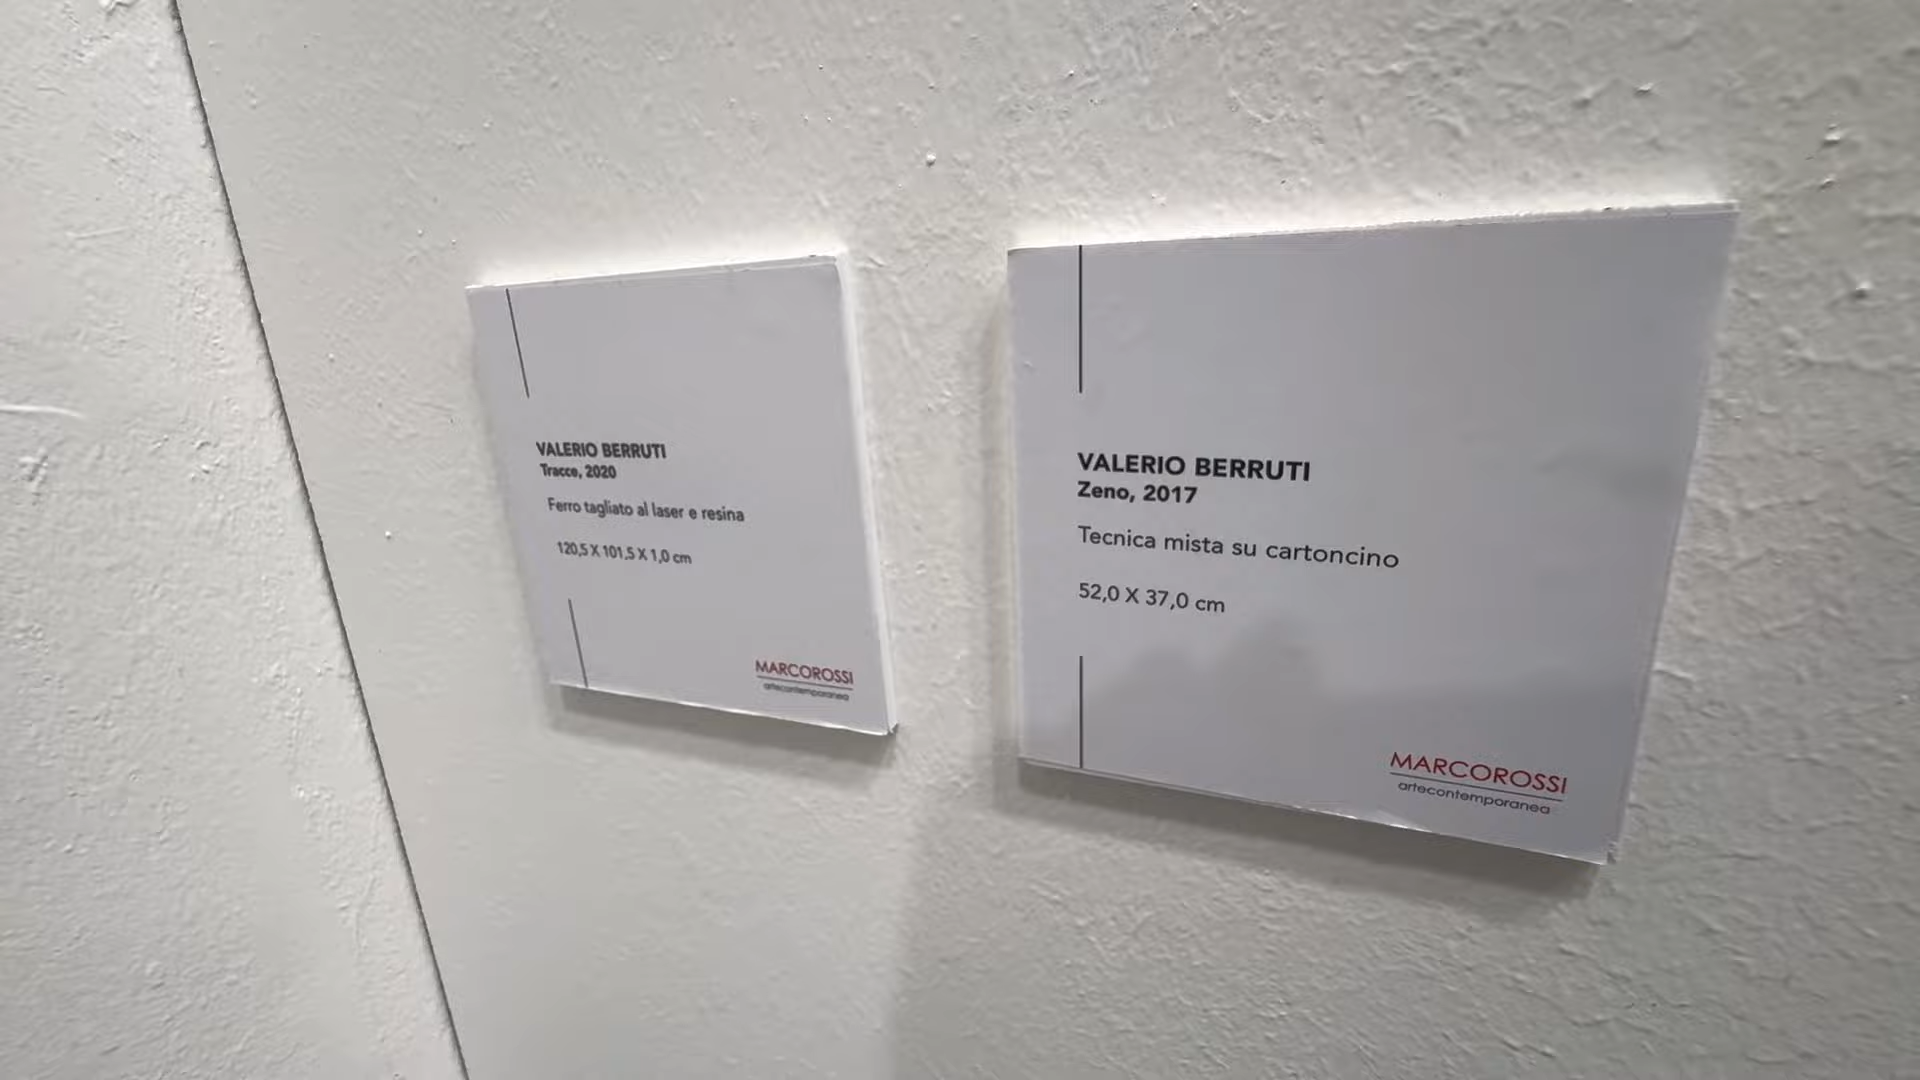 VALERIO BERRUTI
Tracce, 2020
Ferro tagliato al laser e resina
120,5 X 101,5 X 1,0 cm
MARCOROSSI
artecontemporanea
VALERIO BERRUTI
Zeno, 2017
Tecnica mista su cartoncino
52,0 X 37,0 cm
MARCOROSSI
artecontemporanea